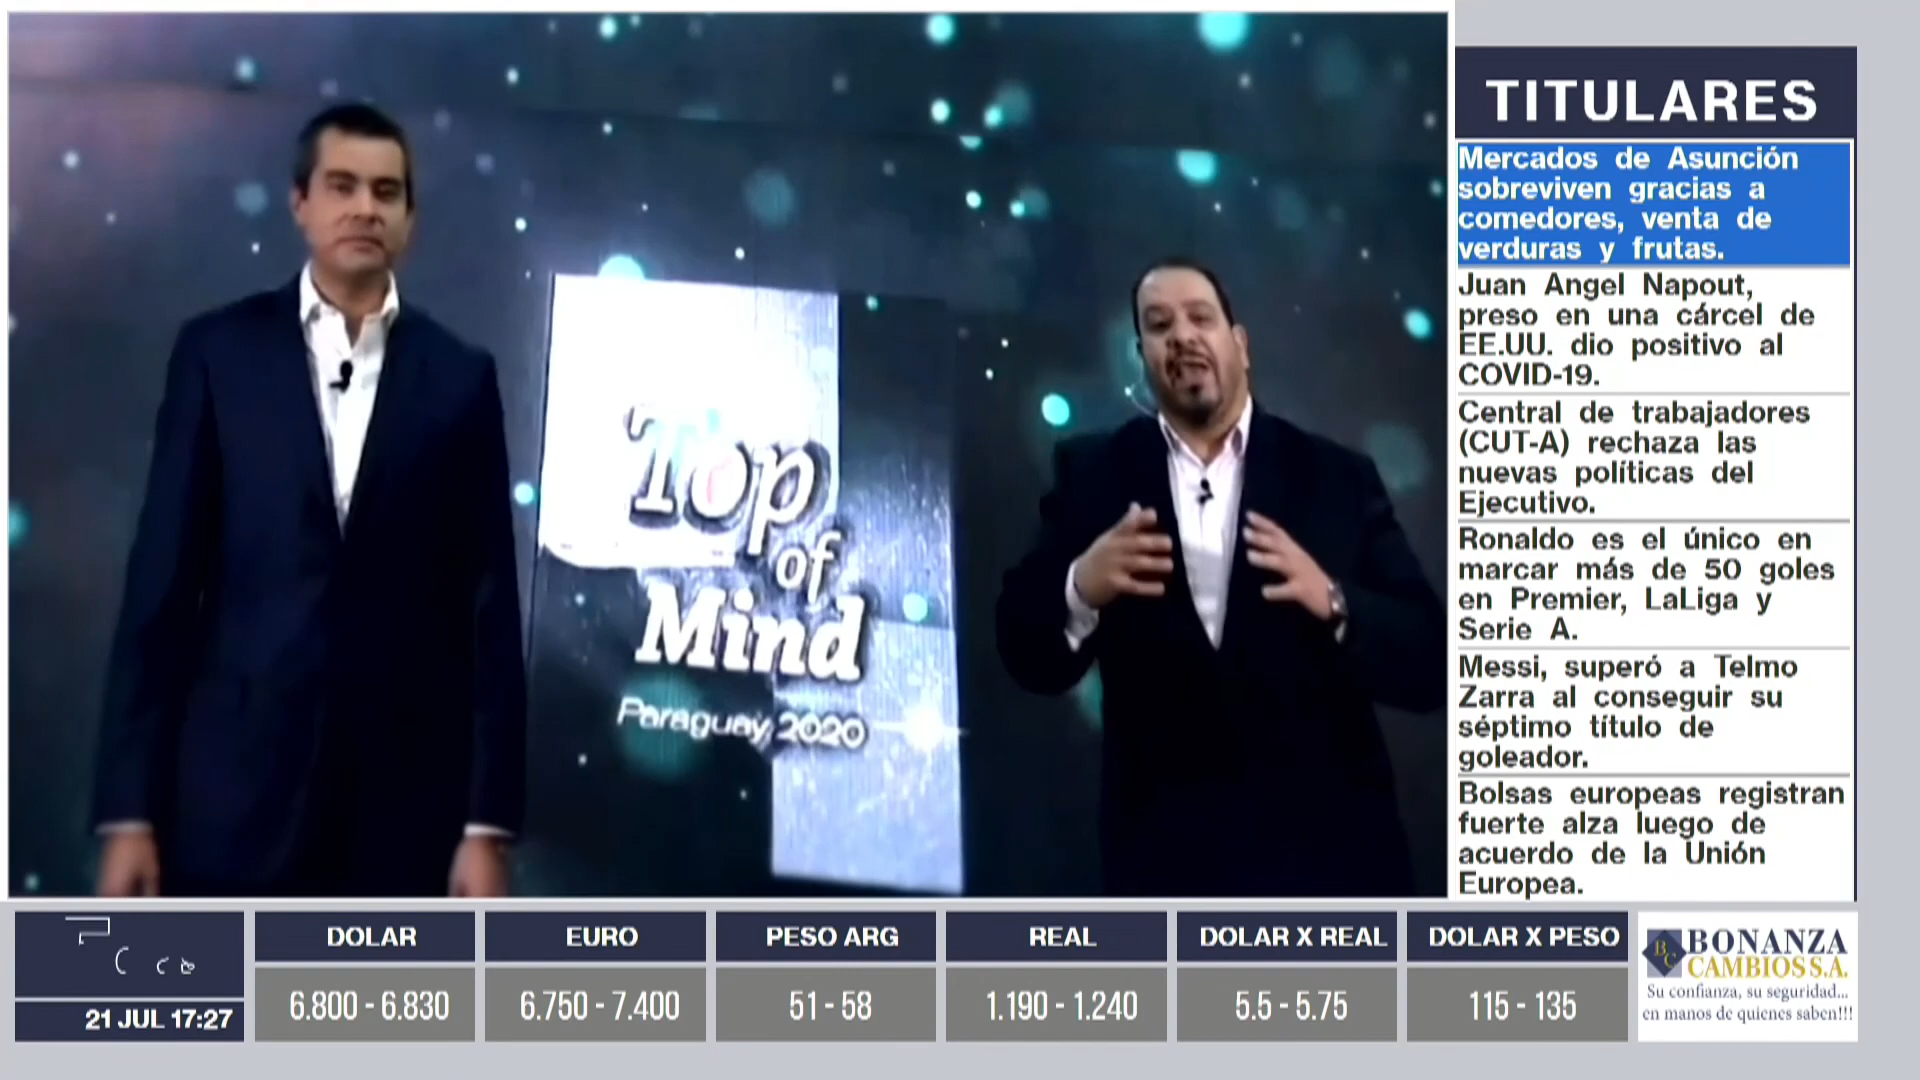 Top
of
Mind
Paraguay 2020
TITULARES
Mercados de Asunción
sobreviven gracias a
comedores, venta de
verduras y frutas.
Juan Angel Napout,
preso en una cárcel de
EE.UU. dio positivo al
COVID-19.
Central de trabajadores
(CUT-A) rechaza las
nuevas políticas del
Ejecutivo.
Ronaldo es el único en
marcar más de 50 goles
en Premier, LaLiga y
Serie A.
Messi, superó a Telmo
Zarra al conseguir su
séptimo título de
goleador.
Bolsas europeas registran
fuerte alza luego de
acuerdo de la Unión
Europea.
21 JUL 17:27
DOLAR
6.800 - 6.830
EURO
6.750 - 7.400
PESO ARG
51 - 58
REAL
1.190 - 1.240
DOLAR X REAL
5.5 - 5.75
DOLAR X PESO
115 - 135
BC
BONANZA
CAMBIOS S.A.
Su confianza, su seguridad...
en manos de quienes saben!!!